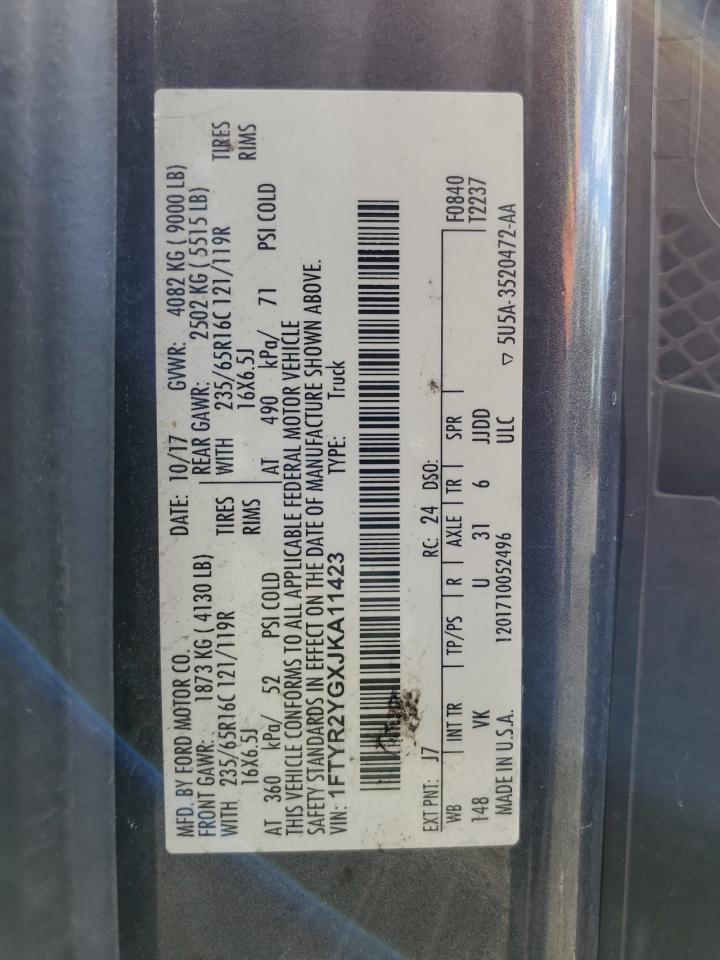 MFD. BY FORD MOTOR CO. DATE: 10/17 GVWR: 4082 KG ( 9000 LB)
FRONT GAWR: 1873 KG ( 4130 LB) REAR GAWR: 2502 KG ( 5515 LB)
WITH 235/65R16C 121/119R TIRES WITH 235/65R16C 121/119R TIRES
16X6.5J RIMS 16X6.5J RIMS
AT 360 kPa/ 52 PSI COLD AT 490 kPa/ 71 PSI COLD
THIS VEHICLE CONFORMS TO ALL APPLICABLE FEDERAL MOTOR VEHICLE
SAFETY STANDARDS IN EFFECT ON THE DATE OF MANUFACTURE SHOWN ABOVE.
VIN: 1FTYR2YGXJKA11423 TYPE: Truck
EXT PNT: J7 RC: 24 DSO:
WB INT TR TP/PS R AXLE TR SPR F0840
148 VK U 31 6 JJDD T2237
MADE IN U.S.A. 1201710052496 ULC ▽ 5U5A-3520472-AA